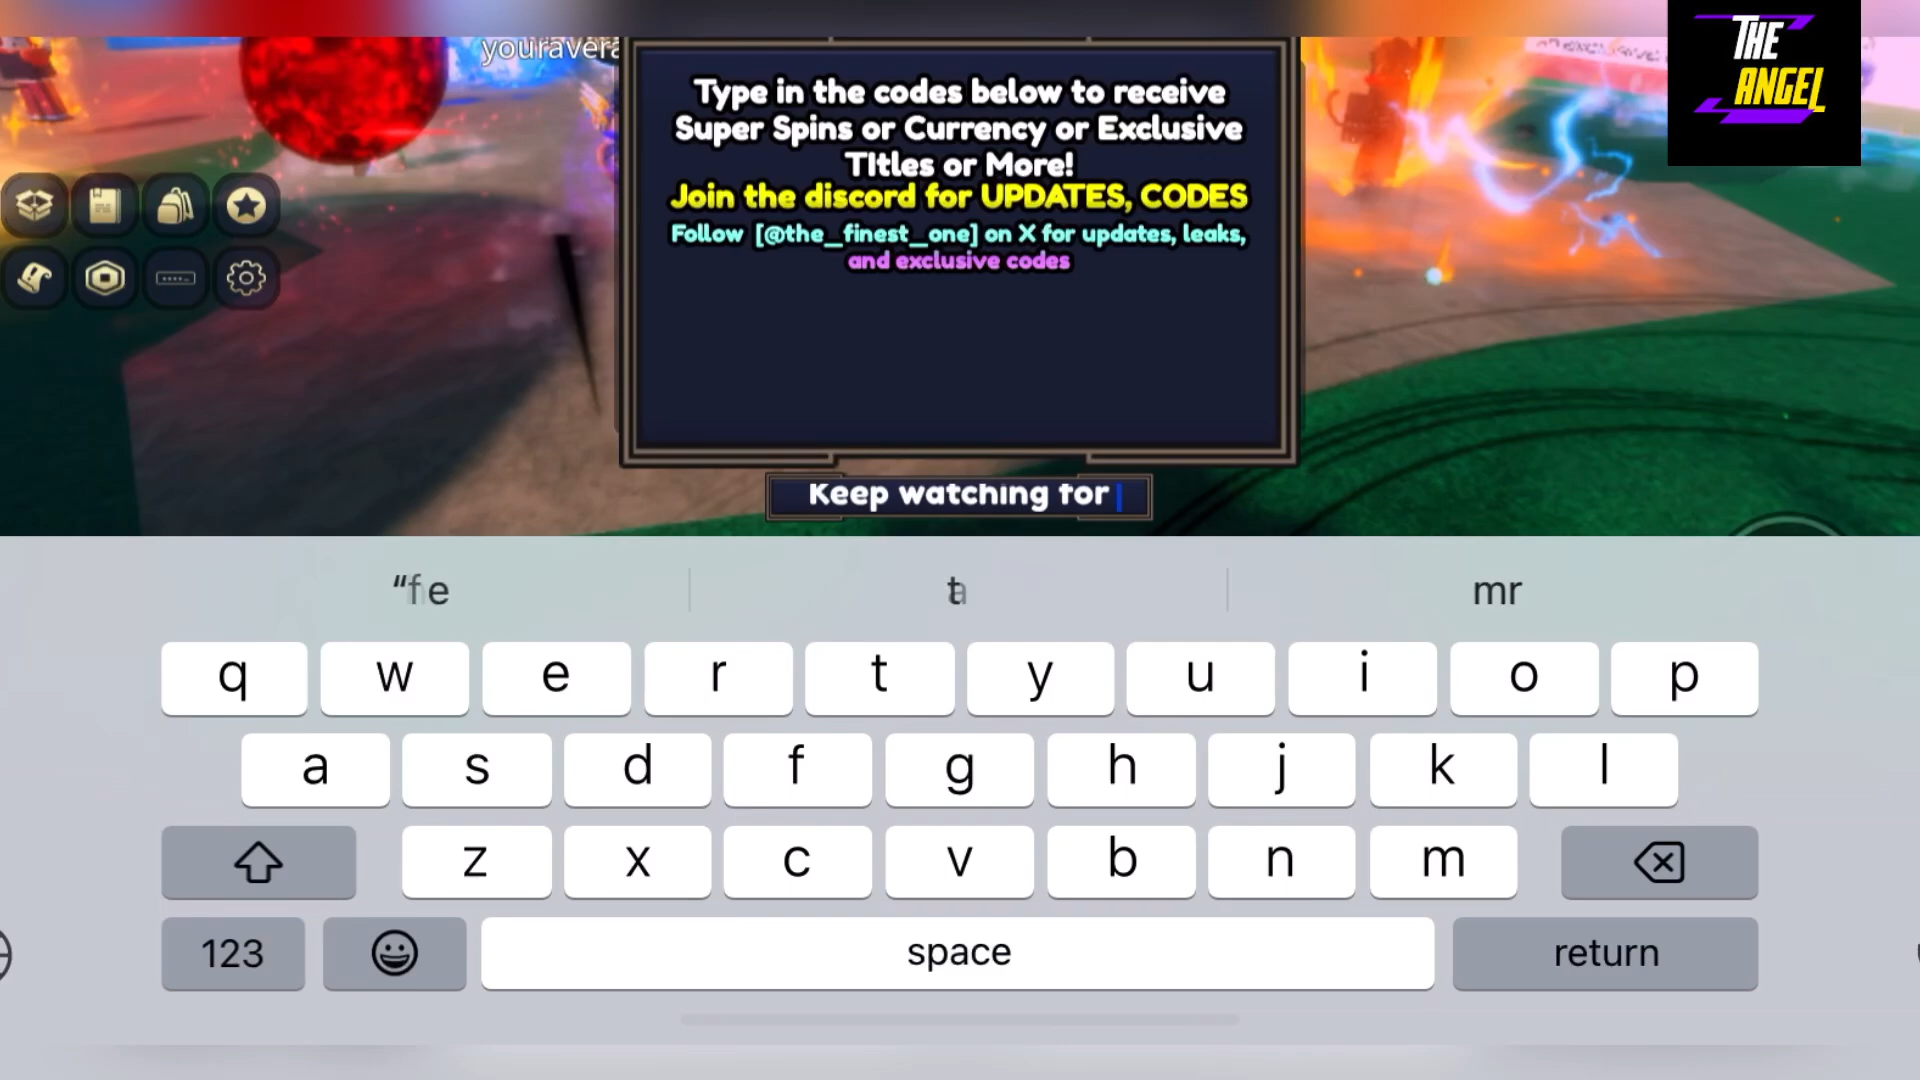 THE
ANGEL
youravera
Type in the codes below to receive
Super Spins or Currency or Exclusive
TItles or More!
Join the discord for UPDATES, CODES
Follow [@the_finest_one] on X for updates, leaks,
and exclusive codes
Keep watching for
mr
q w e r t y u i o p
a s d f g h j k l
z x c v b n m
123 space return